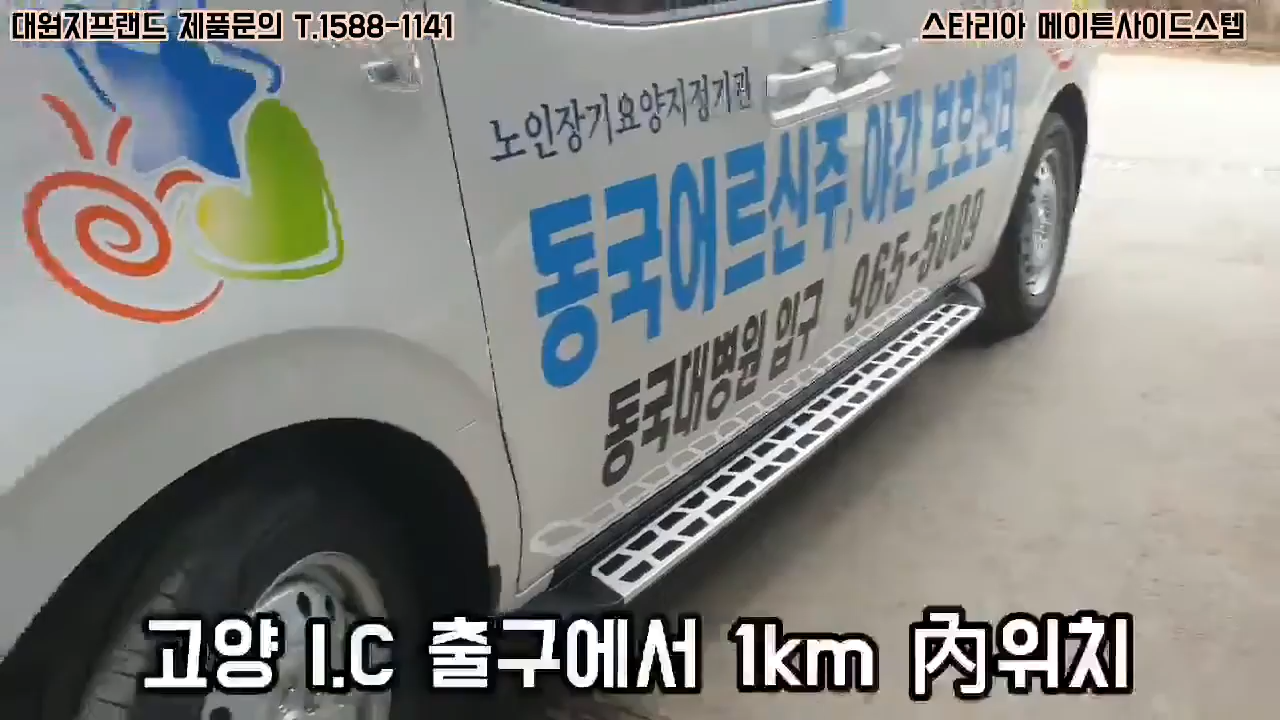 대원지프랜드 제품문의 T.1588-1141
스타리아 메이튼사이드스텝
노인장기요양지정기관
동국어르신주,야간 보호센터
동국대병원 입구
고양 I.C 출구에서 1km 內위치